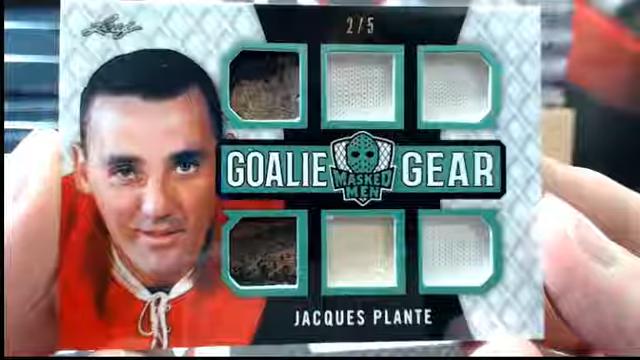 Leaf
2/5
GOALIE GEAR
MASKED
MEN
JACQUES PLANTE